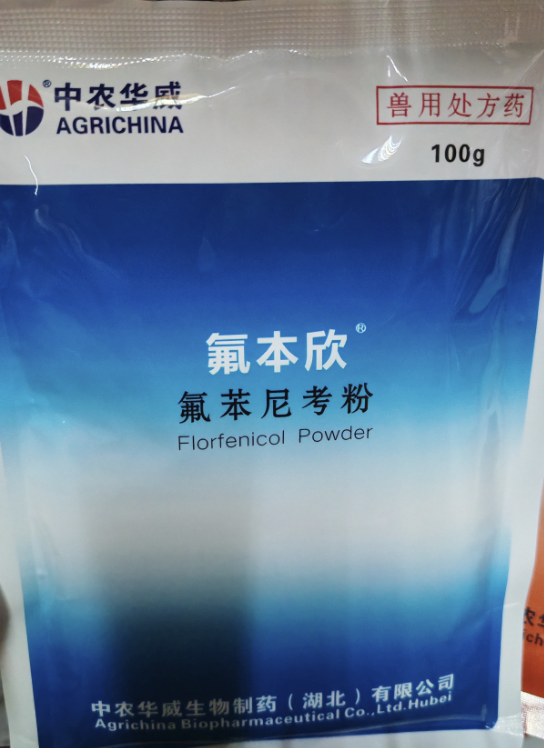 中农华威®
AGRICHINA
兽用处方药
100g
氟本欣®
氟苯尼考粉
Florfenicol Powder
中农华威生物制药（湖北）有限公司
Agrichina Biopharmaceutical Co.,Ltd.Hubei